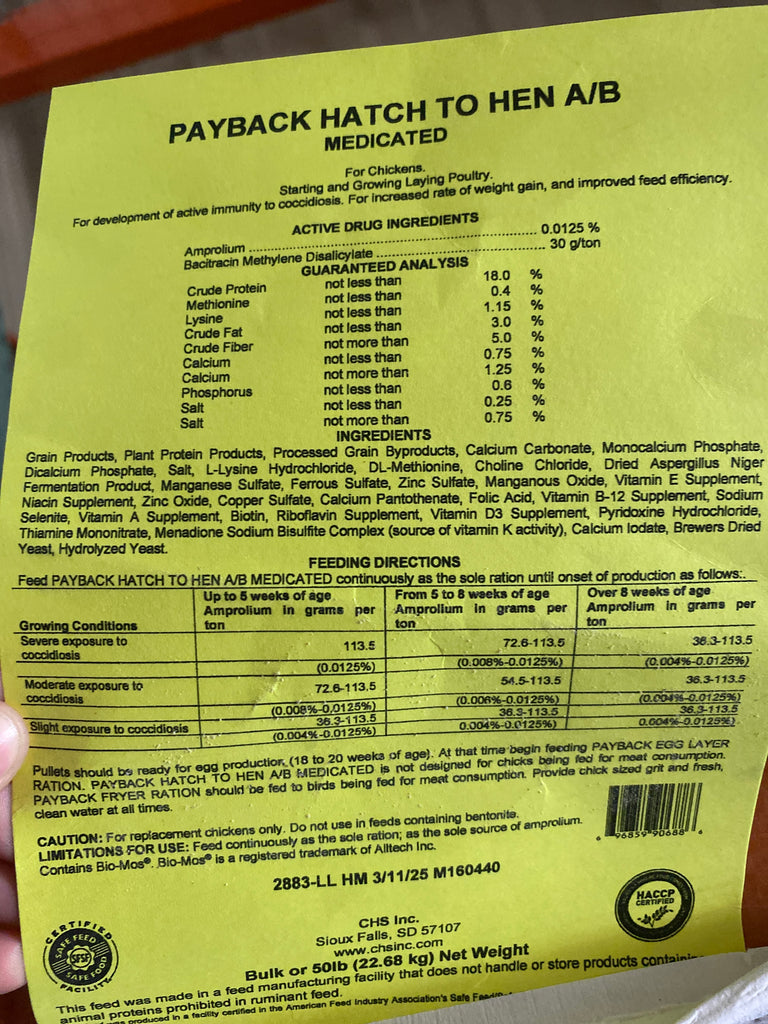 PAYBACK HATCH TO HEN A/B
MEDICATED
For Chickens.
Starting and Growing Laying Poultry.
For development of active immunity to coccidiosis. For increased rate of weight gain, and improved feed efficiency.
ACTIVE DRUG INGREDIENTS
Amprolium ........ 0.0125 %
Bacitracin Methylene Disalicylate ........ 30 g/ton
GUARANTEED ANALYSIS
Crude Protein not less than 18.0 %
Methionine not less than 0.4 %
Lysine not less than 1.15 %
Crude Fat not less than 3.0 %
Crude Fiber not more than 5.0 %
Calcium not less than 0.75 %
Calcium not more than 1.25 %
Phosphorus not less than 0.6 %
Salt not less than 0.25 %
Salt not more than 0.75 %
INGREDIENTS
Grain Products, Plant Protein Products, Processed Grain Byproducts, Calcium Carbonate, Monocalcium Phosphate,
Dicalcium Phosphate, Salt, L-Lysine Hydrochloride, DL-Methionine, Choline Chloride, Dried Aspergillus Niger
Fermentation Product, Manganese Sulfate, Ferrous Sulfate, Zinc Sulfate, Manganous Oxide, Vitamin E Supplement,
Niacin Supplement, Zinc Oxide, Copper Sulfate, Calcium Pantothenate, Folic Acid, Vitamin B-12 Supplement, Sodium
Selenite, Vitamin A Supplement, Biotin, Riboflavin Supplement, Vitamin D3 Supplement, Pyridoxine Hydrochloride,
Thiamine Mononitrate, Menadione Sodium Bisulfite Complex (source of vitamin K activity), Calcium Iodate, Brewers Dried
Yeast, Hydrolyzed Yeast.
FEEDING DIRECTIONS
Feed PAYBACK HATCH TO HEN A/B MEDICATED continuously as the sole ration until onset of production as follows:.
Growing Conditions Up to 5 weeks of age Amprolium in grams per ton From 5 to 8 weeks of age Amprolium in grams per ton Over 8 weeks of age Amprolium in grams per ton
Severe exposure to coccidiosis 113.5 72.6-113.5 36.3-113.5
(0.0125%) (0.008%-0.0125%) (0.004%-0.0125%)
Moderate exposure to coccidiosis 72.6-113.5 54.5-113.5 36.3-113.5
(0.008%-0.0125%) (0.006%-0.0125%) (0.004%-0.0125%)
Slight exposure to coccidiosis 36.3-113.5 36.3-113.5 36.3-113.5
(0.004%-0.0125%) 0.004%-0.0125%) 0.004%-0.0125%)
Pullets should be ready for egg production, (18 to 20 weeks of age). At that time begin feeding PAYBACK EGG LAYER
RATION. PAYBACK HATCH TO HEN A/B MEDICATED is not designed for chicks being fed for meat consumption.
PAYBACK FRYER RATION should be fed to birds being fed for meat consumption. Provide chick sized grit and fresh,
clean water at all times.
CAUTION: For replacement chickens only. Do not use in feeds containing bentonite.
LIMITATIONS FOR USE: Feed continuously as the sole ration; as the sole source of amprolium.
Contains Bio-Mos®. Bio-Mos® is a registered trademark of Alltech Inc.
6 96859 90688 6
2883-LL HM 3/11/25 M160440
HACCP
CERTIFIED
CERTIFIED
SAFE FEED
SFSF
SAFE FOOD
FACILITY
CHS Inc.
Sioux Falls, SD 57107
www.chsinc.com
Bulk or 50lb (22.68 kg) Net Weight
This feed was made in a feed manufacturing facility that does not handle or store products
animal proteins prohibited in ruminant feed.
produced in a facility certified in the American Feed Industry Association's Safe